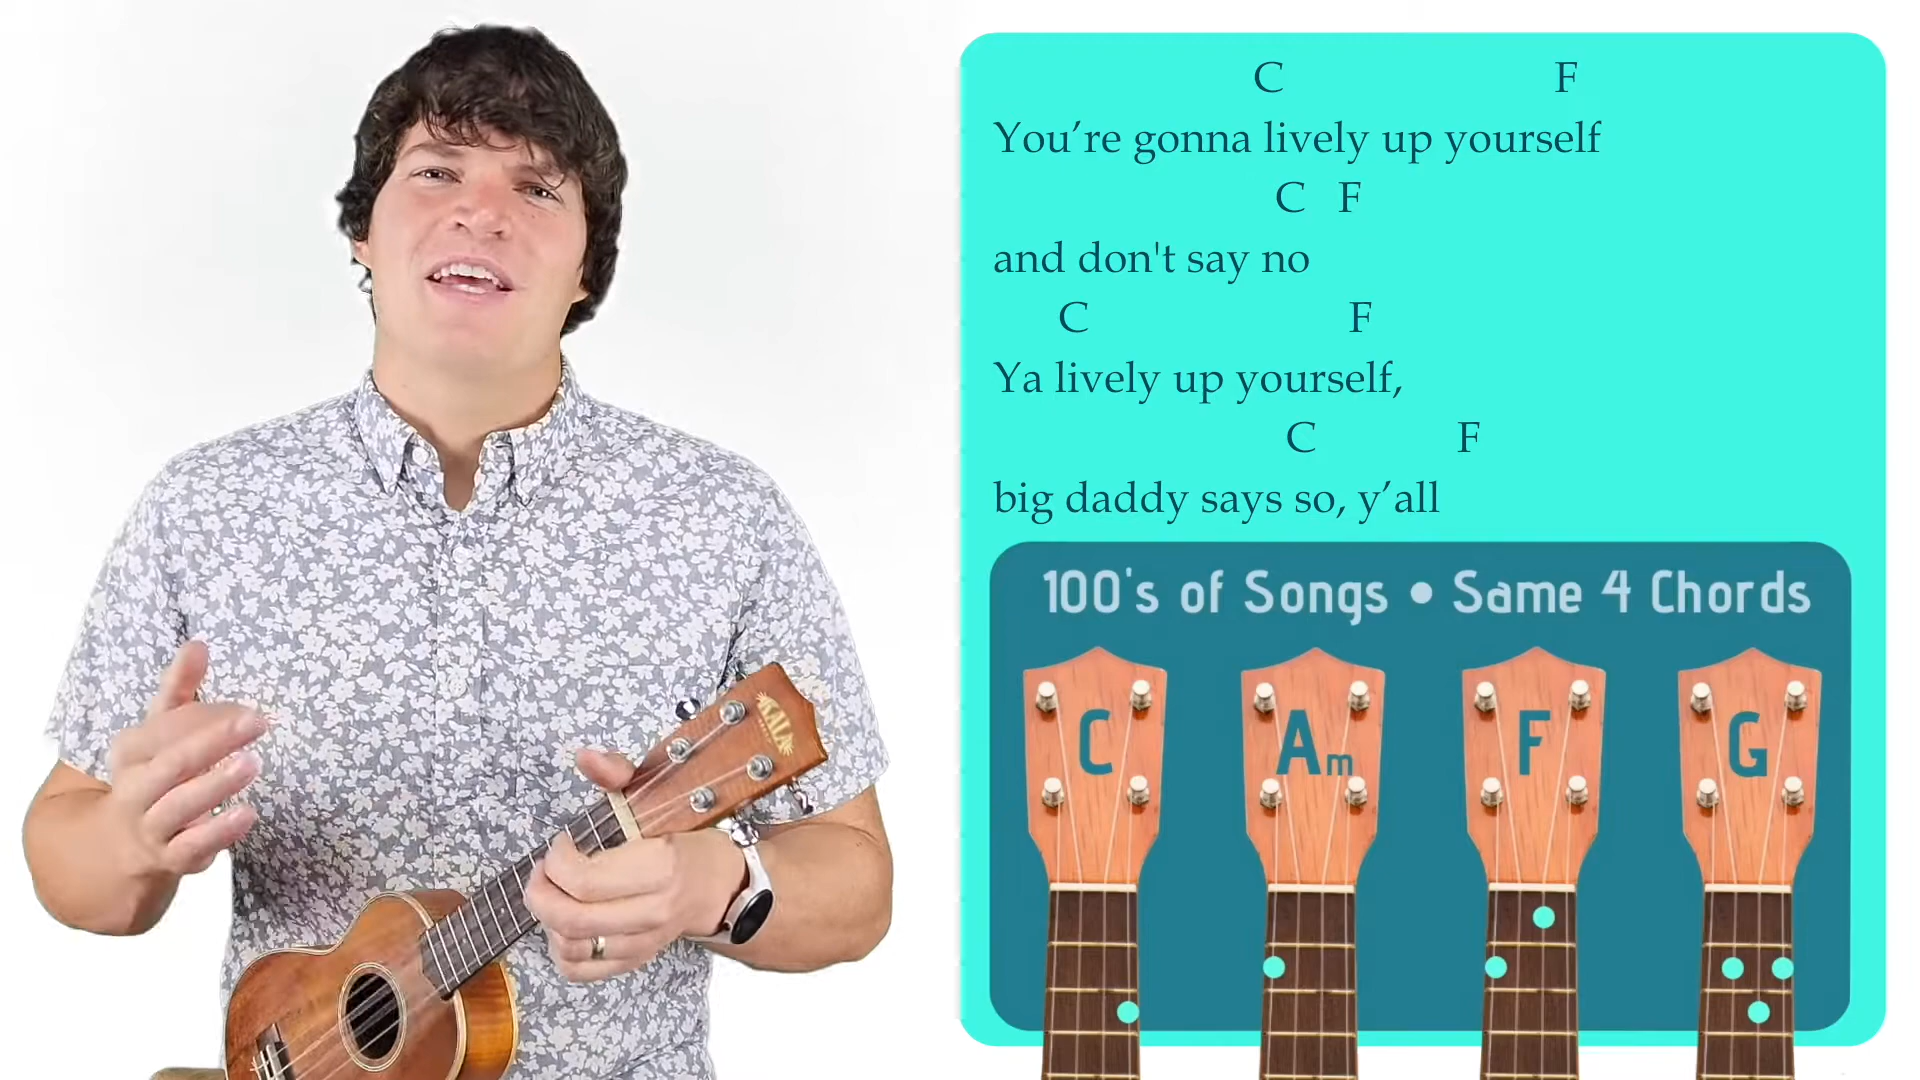 C F
You’re gonna lively up yourself
C F
and don't say no
C F
Ya lively up yourself,
C F
big daddy says so, y’all
100's of Songs • Same 4 Chords
C Am F G
KALA